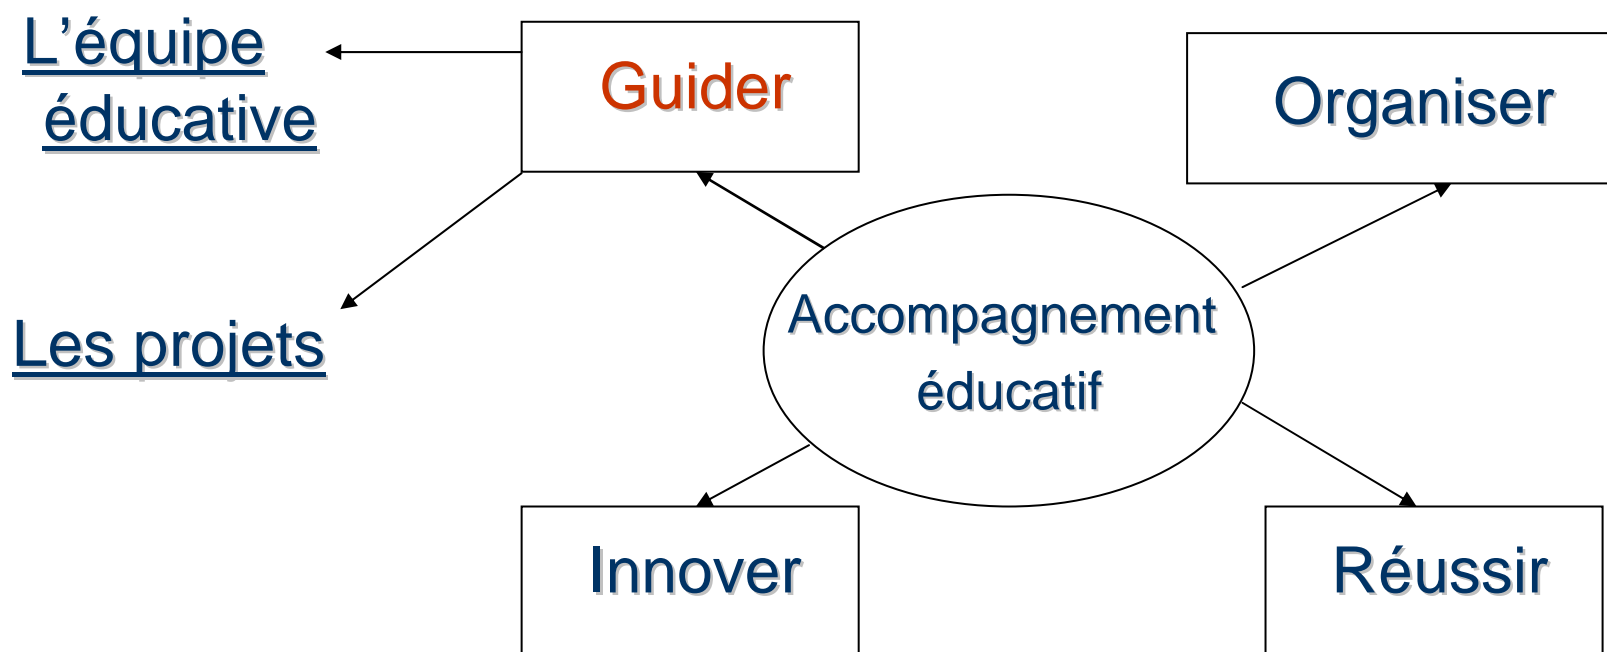 L’équipe
éducative
Guider
Organiser
Accompagnement
éducatif
Les projets
Innover
Réussir